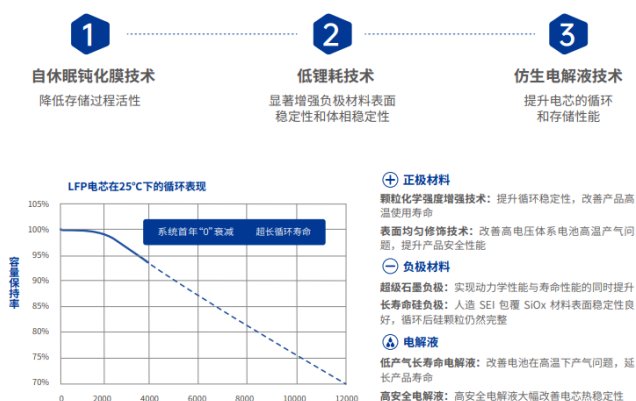 1
2
3
自休眠钝化膜技术
低锂耗技术
仿生电解液技术
降低存储过程活性
显著增强负极材料表面
稳定性和体相稳定性
提升电芯的循环
和存储性能
LFP电芯在25℃下的循环表现
容量保持率
105%
100%
95%
90%
85%
80%
75%
70%
系统首年“0”衰减 超长循环寿命
0 2000 4000 6000 8000 10000 12000
正极材料
颗粒化学强度增强技术：提升循环稳定性，改善产品高
温使用寿命
表面均匀修饰技术：改善高电压体系电池高温产气问
题，提升产品安全性能
负极材料
超级石墨负极：实现动力学性能与寿命性能的同时提升
长寿命硅负极：人造 SEI 包覆 SiOx 材料表面稳定性良
好，循环后硅颗粒仍然完整
电解液
低产气长寿命电解液：改善电池在高温下产气问题，延
长产品寿命
高安全电解液：高安全电解液大幅改善电芯热稳定性